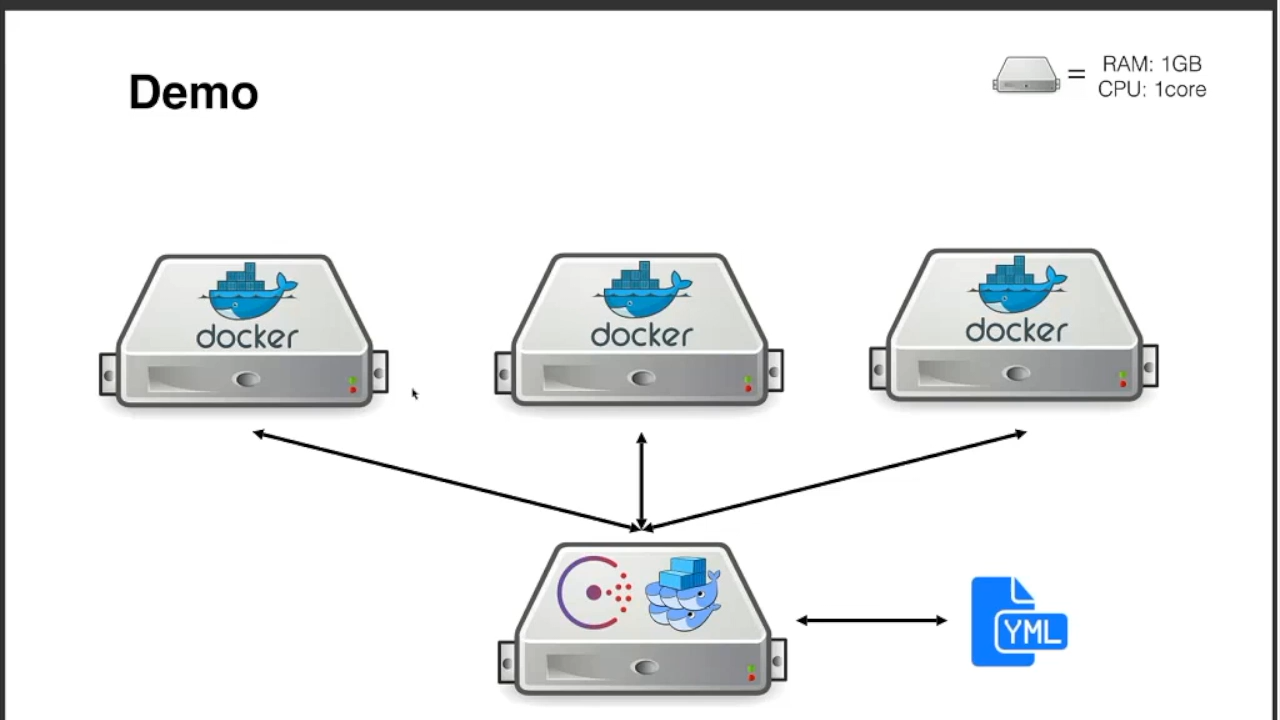 Demo
RAM: 1GB
=
CPU: 1core
docker
docker
docker
YML